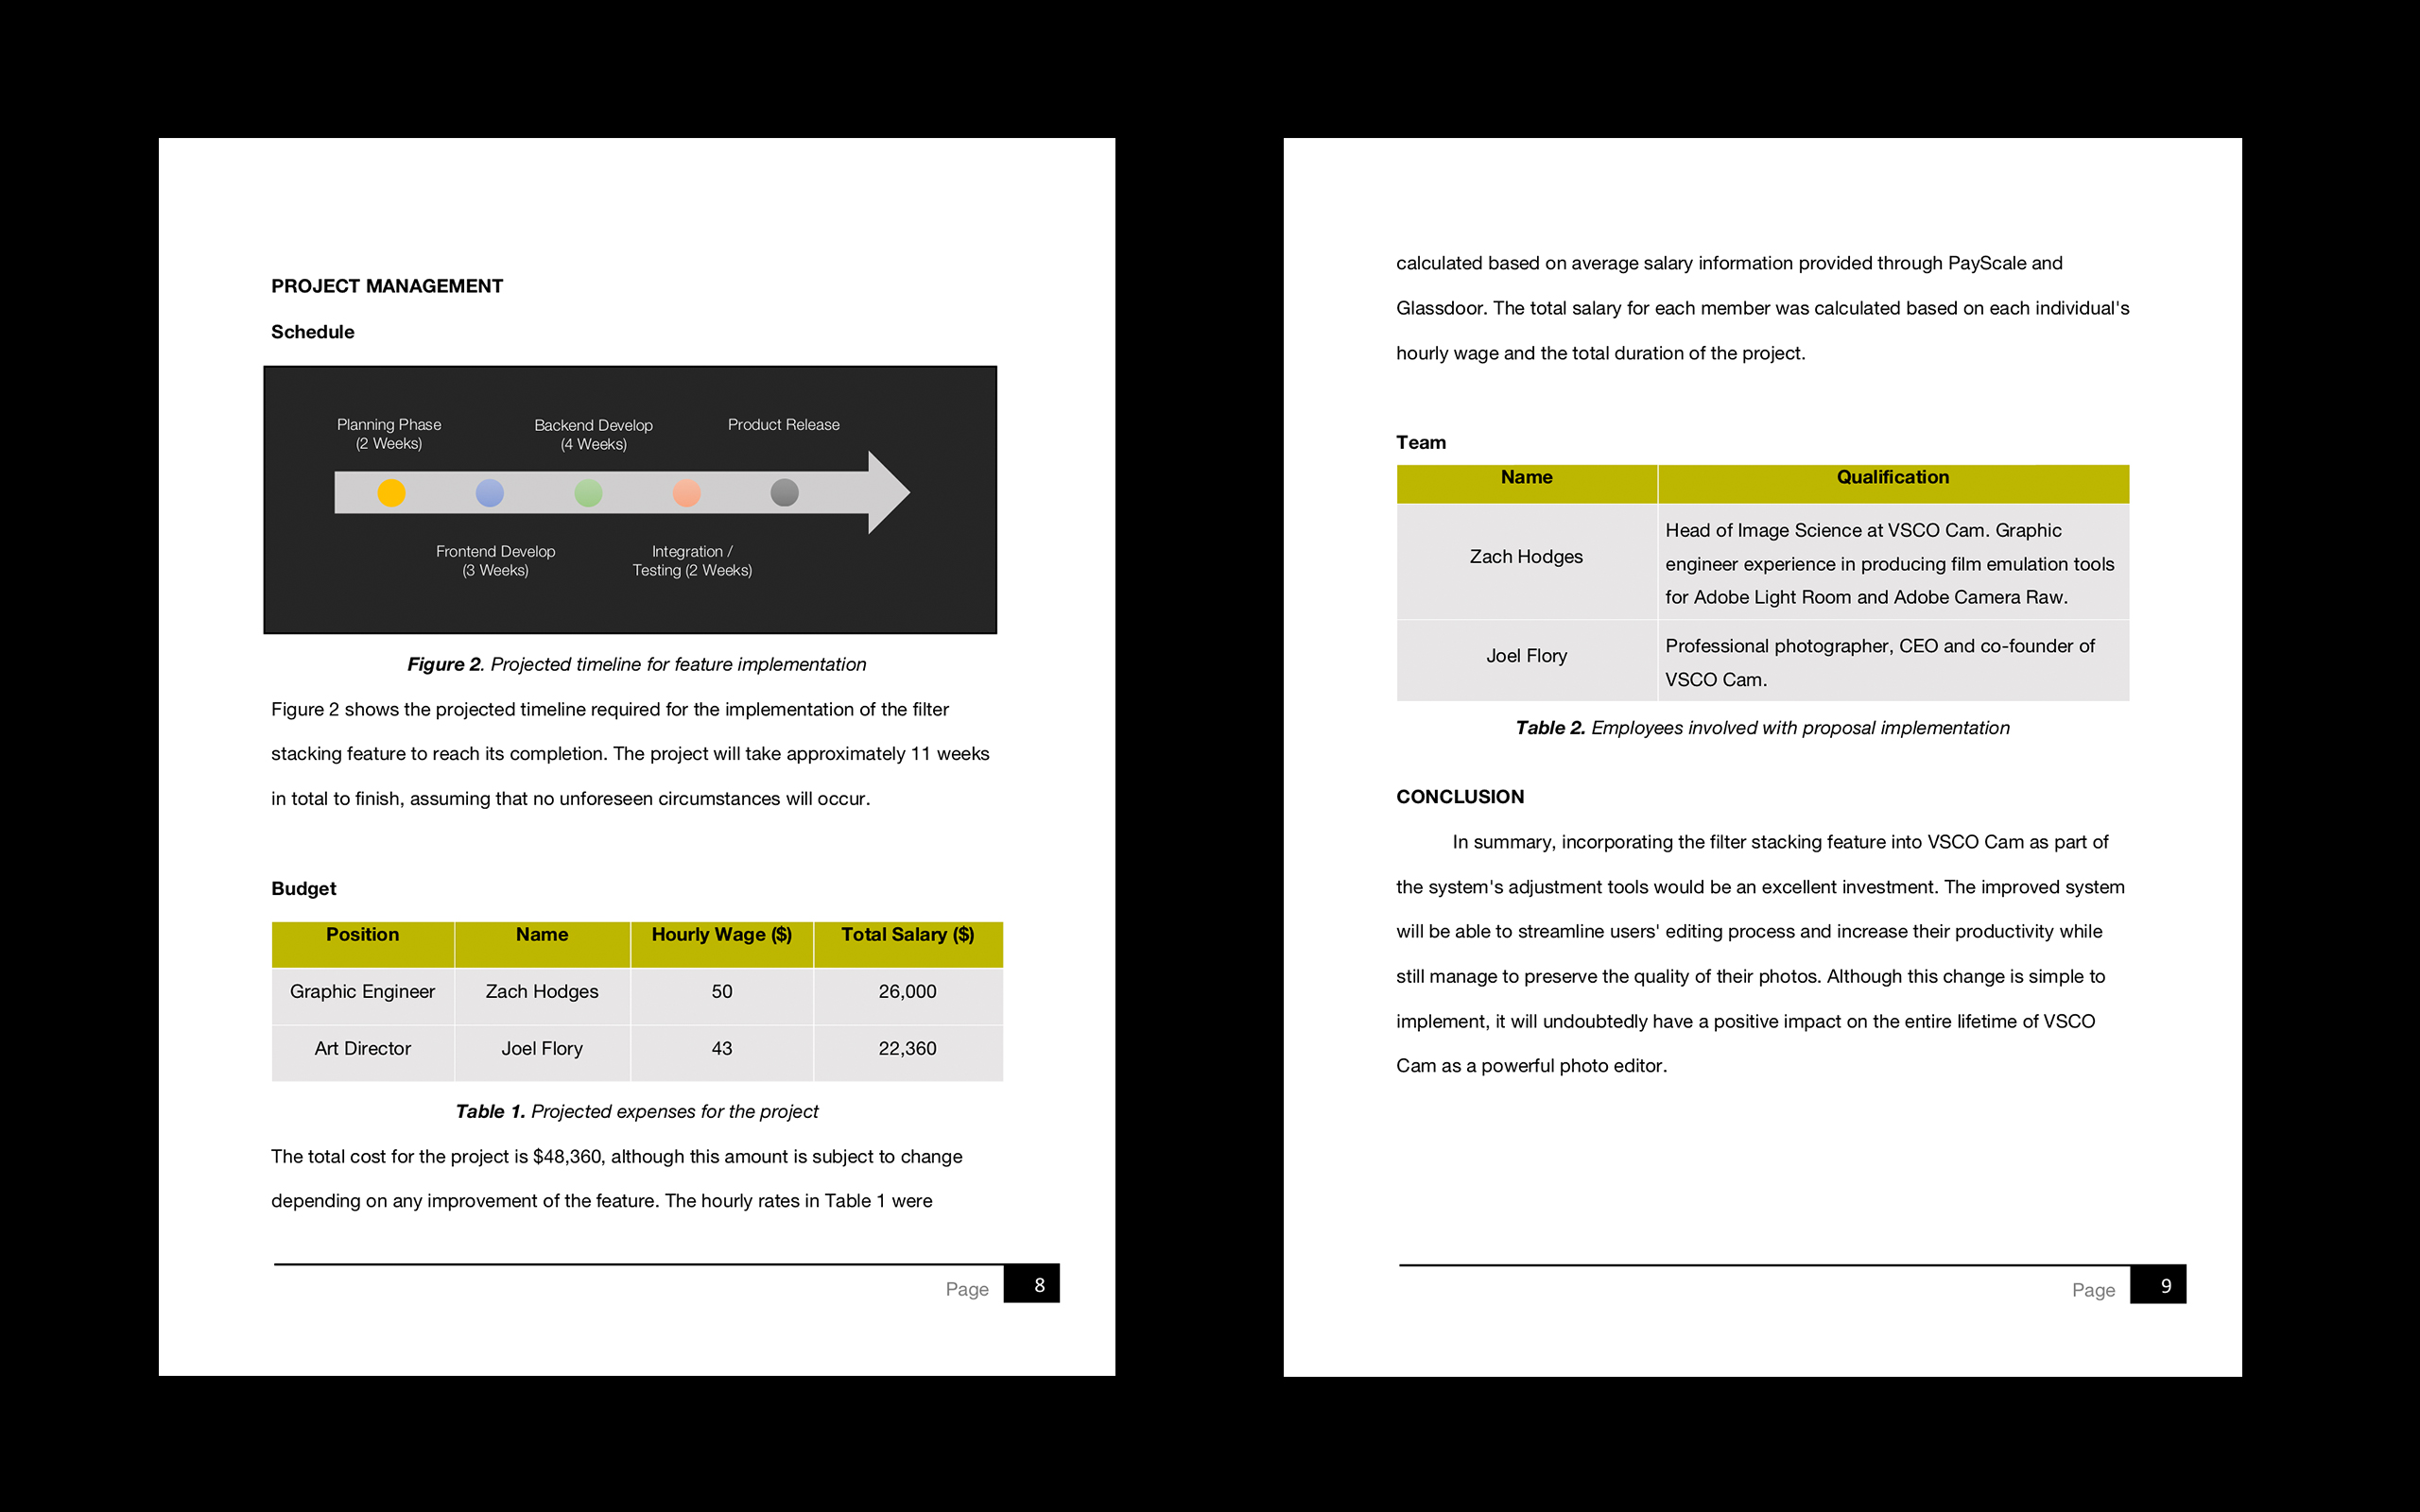 PROJECT MANAGEMENT
Schedule
Planning Phase
(2 Weeks)
Backend Develop
(4 Weeks)
Product Release
Frontend Develop
(3 Weeks)
Integration /
Testing (2 Weeks)
Figure 2. Projected timeline for feature implementation
Figure 2 shows the projected timeline required for the implementation of the filter
stacking feature to reach its completion. The project will take approximately 11 weeks
in total to finish, assuming that no unforeseen circumstances will occur.
Budget
Position Name Hourly Wage ($) Total Salary ($)
Graphic Engineer Zach Hodges 50 26,000
Art Director Joel Flory 43 22,360
Table 1. Projected expenses for the project
The total cost for the project is $48,360, although this amount is subject to change
depending on any improvement of the feature. The hourly rates in Table 1 were
Page 8
calculated based on average salary information provided through PayScale and
Glassdoor. The total salary for each member was calculated based on each individual's
hourly wage and the total duration of the project.
Team
Name Qualification
Zach Hodges
Head of Image Science at VSCO Cam. Graphic
engineer experience in producing film emulation tools
for Adobe Light Room and Adobe Camera Raw.
Joel Flory
Professional photographer, CEO and co-founder of
VSCO Cam.
Table 2. Employees involved with proposal implementation
CONCLUSION
In summary, incorporating the filter stacking feature into VSCO Cam as part of
the system's adjustment tools would be an excellent investment. The improved system
will be able to streamline users' editing process and increase their productivity while
still manage to preserve the quality of their photos. Although this change is simple to
implement, it will undoubtedly have a positive impact on the entire lifetime of VSCO
Cam as a powerful photo editor.
Page 9